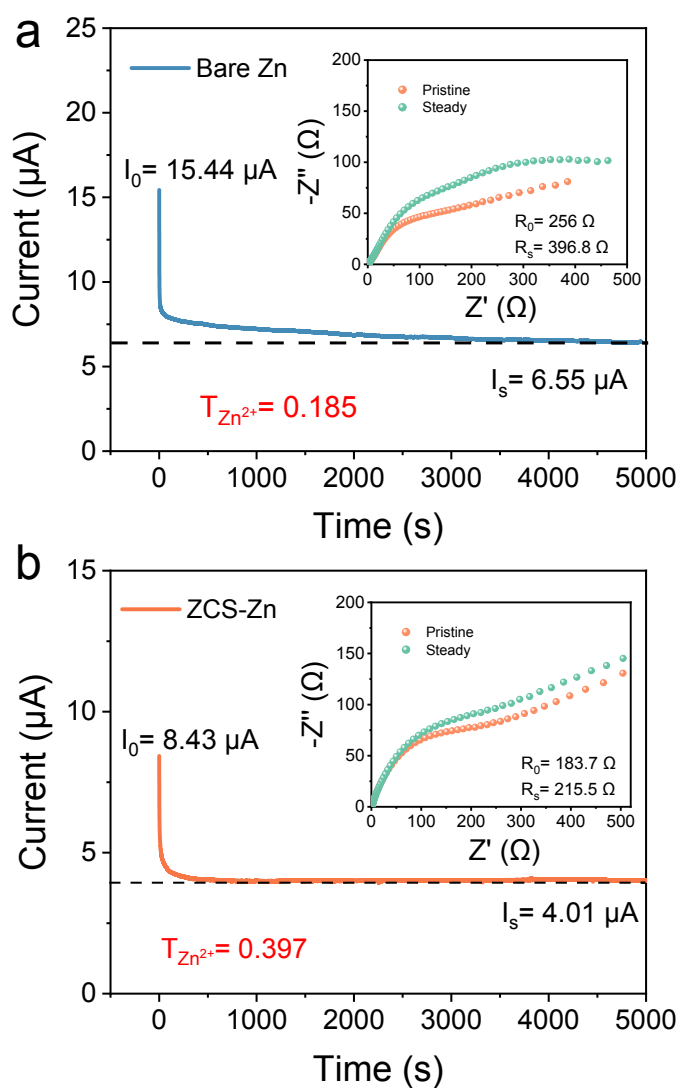 a
Bare Zn
Current (μA)
25
20
15
10
5
0
I₀= 15.44 μA
Iₛ= 6.55 μA
T_Zn²⁺= 0.185
0 1000 2000 3000 4000 5000
Time (s)
-Z'' (Ω)
200
150
100
50
0
Pristine
Steady
R₀= 256 Ω
Rₛ= 396.8 Ω
0 100 200 300 400 500
Z' (Ω)
b
ZCS-Zn
Current (μA)
15
10
5
0
I₀= 8.43 μA
Iₛ= 4.01 μA
T_Zn²⁺= 0.397
0 1000 2000 3000 4000 5000
Time (s)
-Z'' (Ω)
200
150
100
50
0
Pristine
Steady
R₀= 183.7 Ω
Rₛ= 215.5 Ω
0 100 200 300 400 500
Z' (Ω)